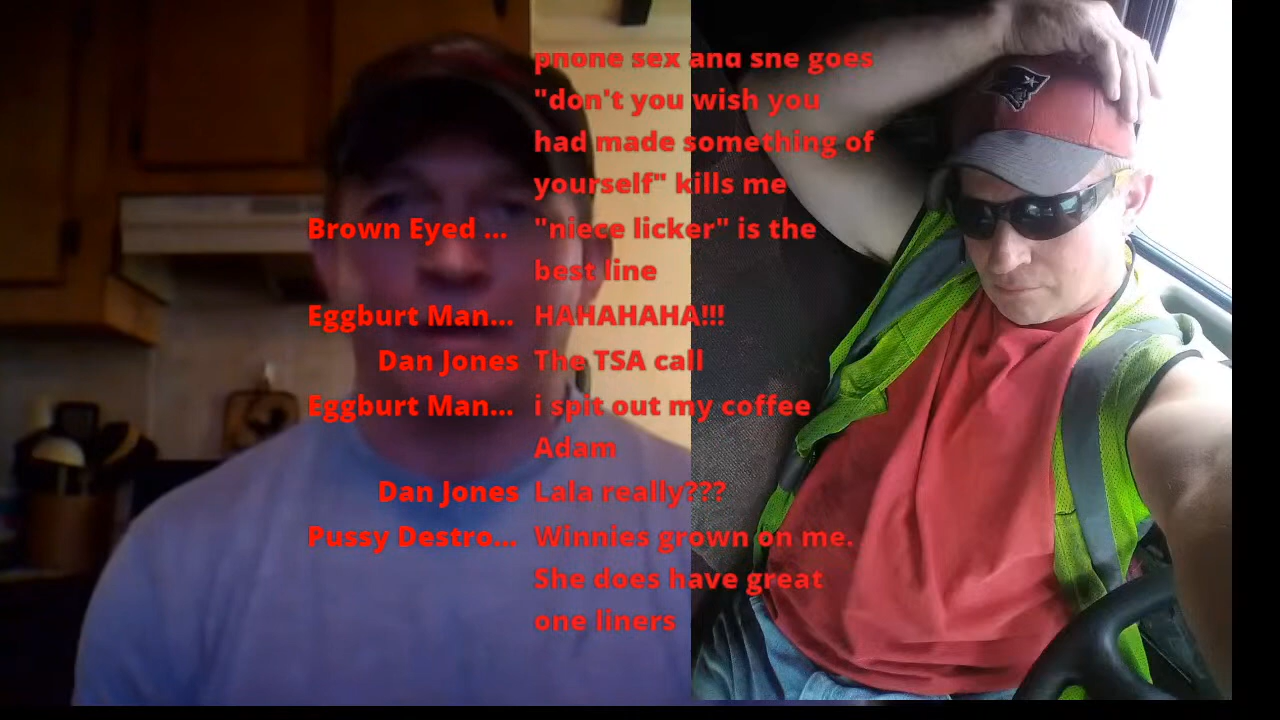 phone sex and she goes
"don't you wish you
had made something of
yourself" kills me
Brown Eyed ... "niece licker" is the
best line
Eggburt Man... HAHAHAHA!!!
Dan Jones The TSA call
Eggburt Man... i spit out my coffee
Adam
Dan Jones Lala really???
Pussy Destro... Winnies grown on me.
She does have great
one liners